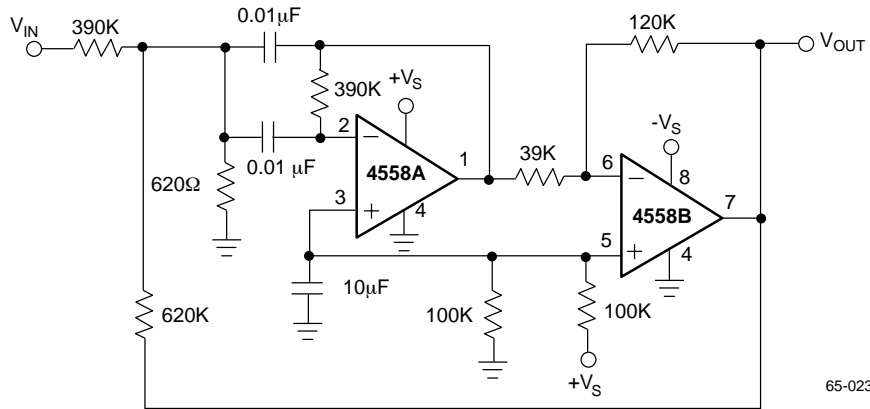 V_IN
390K
0.01μF
390K
+V_S
120K
V_OUT
2
−
0.01 μF
1
39K
-V_S
6
−
8
4558A
620Ω
3
+
4
4558B
7
5
+
4
10μF
620K
100K
100K
+V_S
65-023